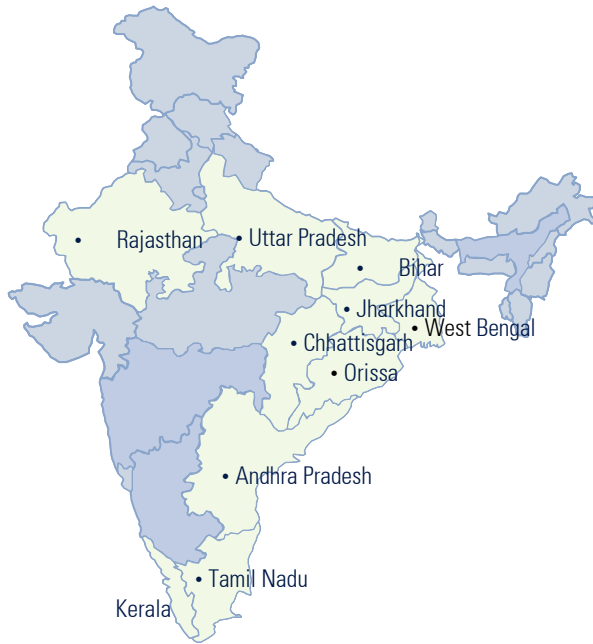 Rajasthan
Uttar Pradesh
Bihar
Jharkhand
West Bengal
Chhattisgarh
Orissa
Andhra Pradesh
Tamil Nadu
Kerala